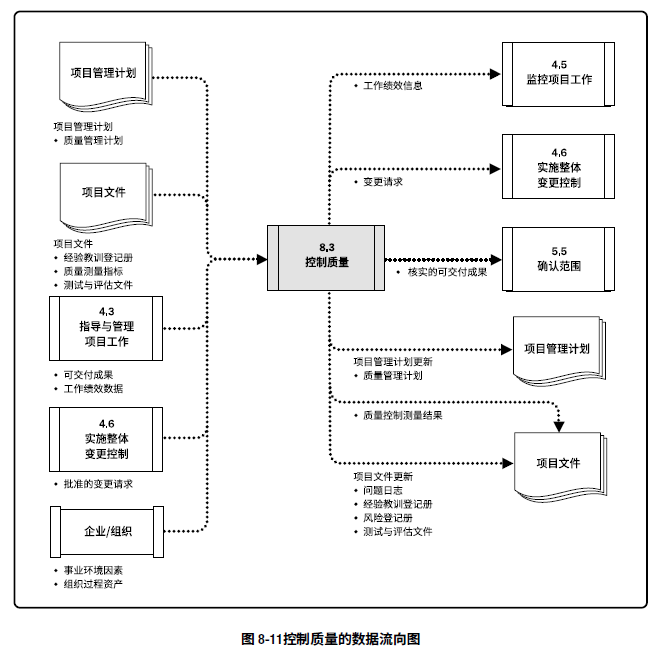 项目管理计划
项目管理计划
• 质量管理计划
项目文件
项目文件
• 经验教训登记册
• 质量测量指标
• 测试与评估文件
4.3
指导与管理
项目工作
• 可交付成果
• 工作绩效数据
4.6
实施整体
变更控制
• 批准的变更请求
企业/组织
• 事业环境因素
• 组织过程资产
8.3
控制质量
• 工作绩效信息
4.5
监控项目工作
• 变更请求
4.6
实施整体
变更控制
• 核实的可交付成果
5.5
确认范围
项目管理计划更新
• 质量管理计划
项目管理计划
• 质量控制测量结果
项目文件
项目文件更新
• 问题日志
• 经验教训登记册
• 风险登记册
• 测试与评估文件
图 8-11控制质量的数据流向图